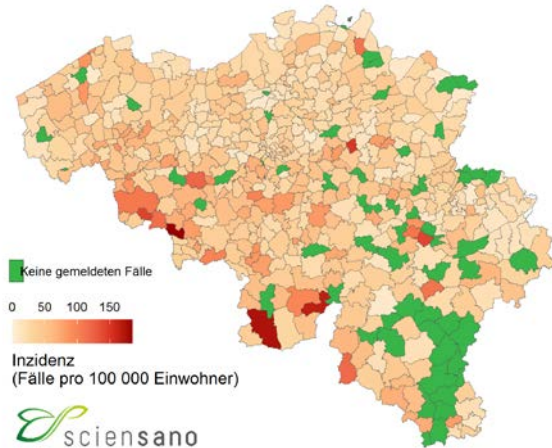 Keine gemeldeten Fälle
0 50 100 150
Inzidenz
(Fälle pro 100 000 Einwohner)
sciensano